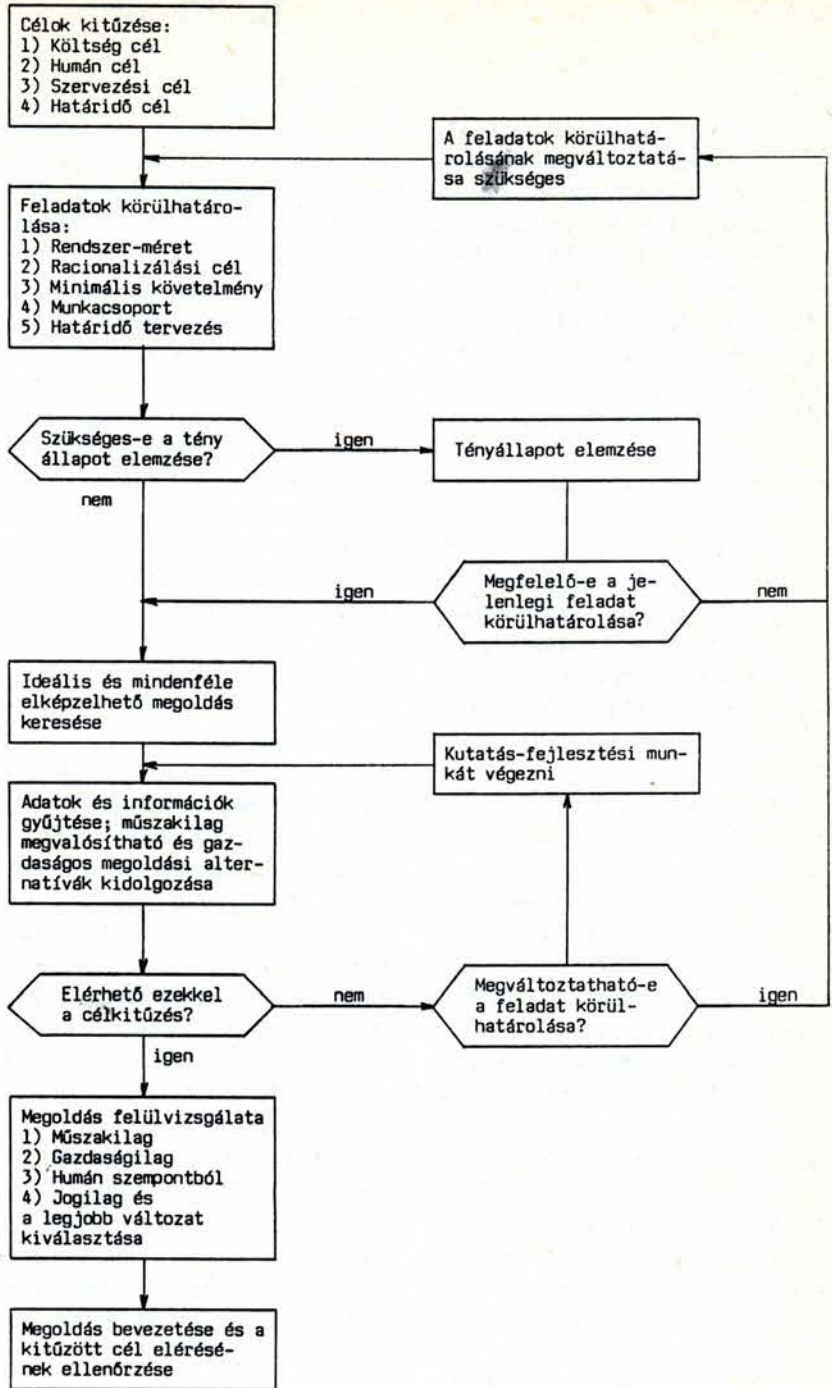 Célok kitűzése:
1) Költség cél
2) Humán cél
3) Szervezési cél
4) Határidő cél
A feladatok körülhatá-
rolásának megváltoztatá-
sa szükséges
Feladatok körülhatáro-
lása:
1) Rendszer-méret
2) Racionalizálási cél
3) Minimális követelmény
4) Munkacsoport
5) Határidő tervezés
Szükséges-e a tény
állapot elemzése?
igen
Tényállapot elemzése
nem
igen
Megfelelő-e a je-
lenlegi feladat
körülhatárolása?
nem
Ideális és mindenféle
elképzelhető megoldás
keresése
Kutatás-fejlesztési mun-
kát végezni
Adatok és információk
gyűjtése; műszakilag
megvalósítható és gaz-
daságos megoldási alter-
natívák kidolgozása
Elérhető ezekkel
a célkitűzés?
nem
Megváltoztatható-e
a feladat körül-
határolása?
igen
igen
Megoldás felülvizsgálata
1) Műszakilag
2) Gazdaságilag
3) Humán szempontból
4) Jogilag és
a legjobb változat
kiválasztása
Megoldás bevezetése és a
kitűzött cél elérésé-
nek ellenőrzése